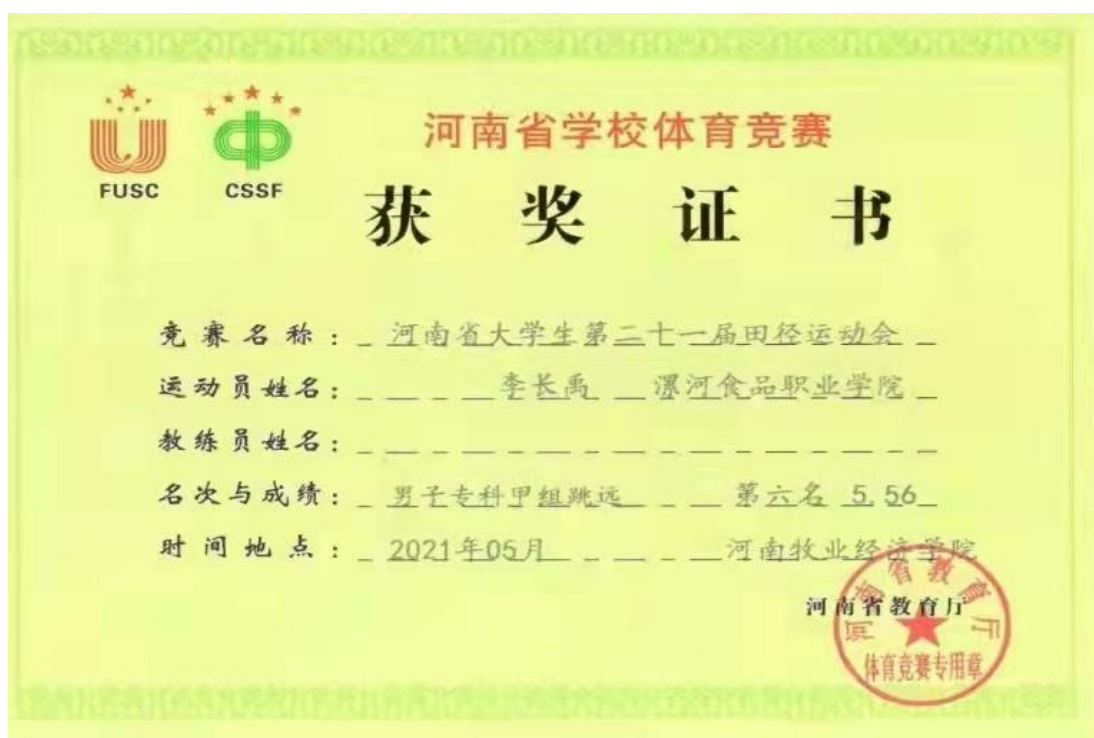 河南省学校体育竞赛
FUSC CSSF
获奖证书
竞赛名称：河南省大学生第二十一届田径运动会
运动员姓名：李长禹 漯河食品职业学院
教练员姓名：
名次与成绩：男子专科甲组跳远 第六名 5.56
时间地点：2021年05月 河南牧业经济学院
河南省教育厅
河南省教育厅
体育竞赛专用章